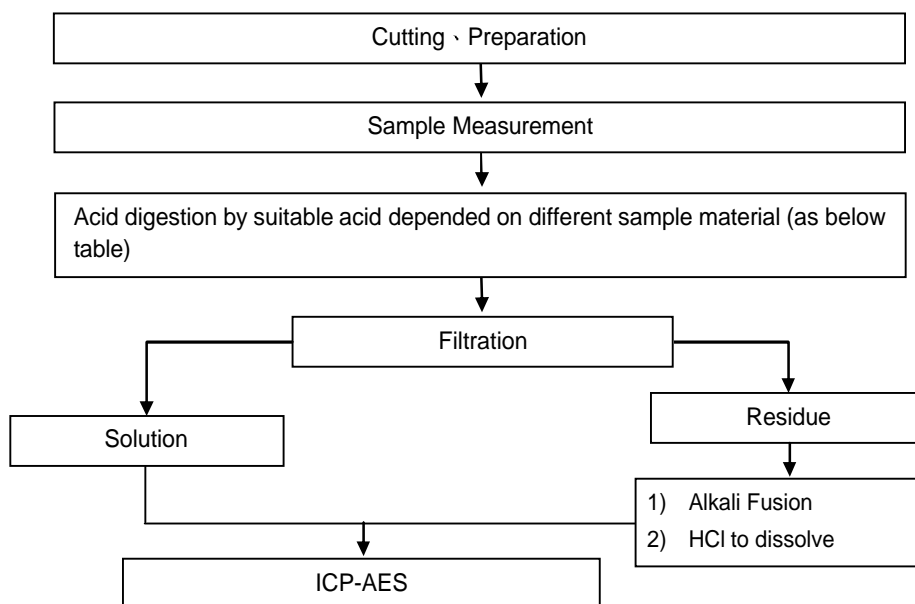 Cutting、Preparation
Sample Measurement
Acid digestion by suitable acid depended on different sample material (as below
table)
Filtration
Solution
Residue
1) Alkali Fusion
2) HCl to dissolve
ICP-AES